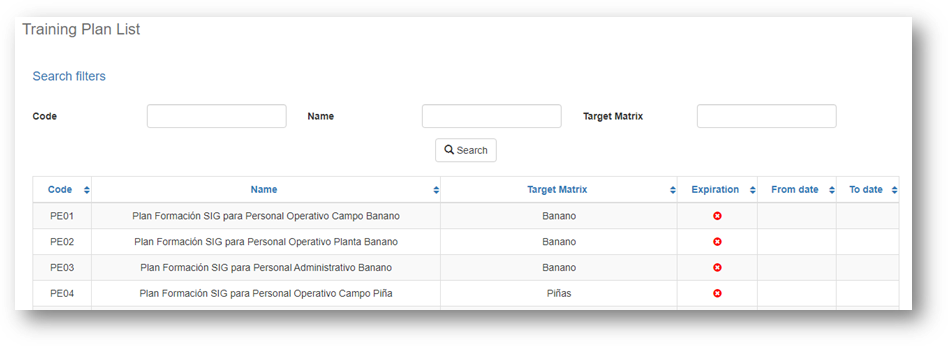 Training Plan List
Search filters
Code Name Target Matrix
Search
Code Name Target Matrix Expiration From date To date
PE01 Plan Formación SIG para Personal Operativo Campo Banano Banano
PE02 Plan Formación SIG para Personal Operativo Planta Banano Banano
PE03 Plan Formación SIG para Personal Administrativo Banano Banano
PE04 Plan Formación SIG para Personal Operativo Campo Piña Piñas